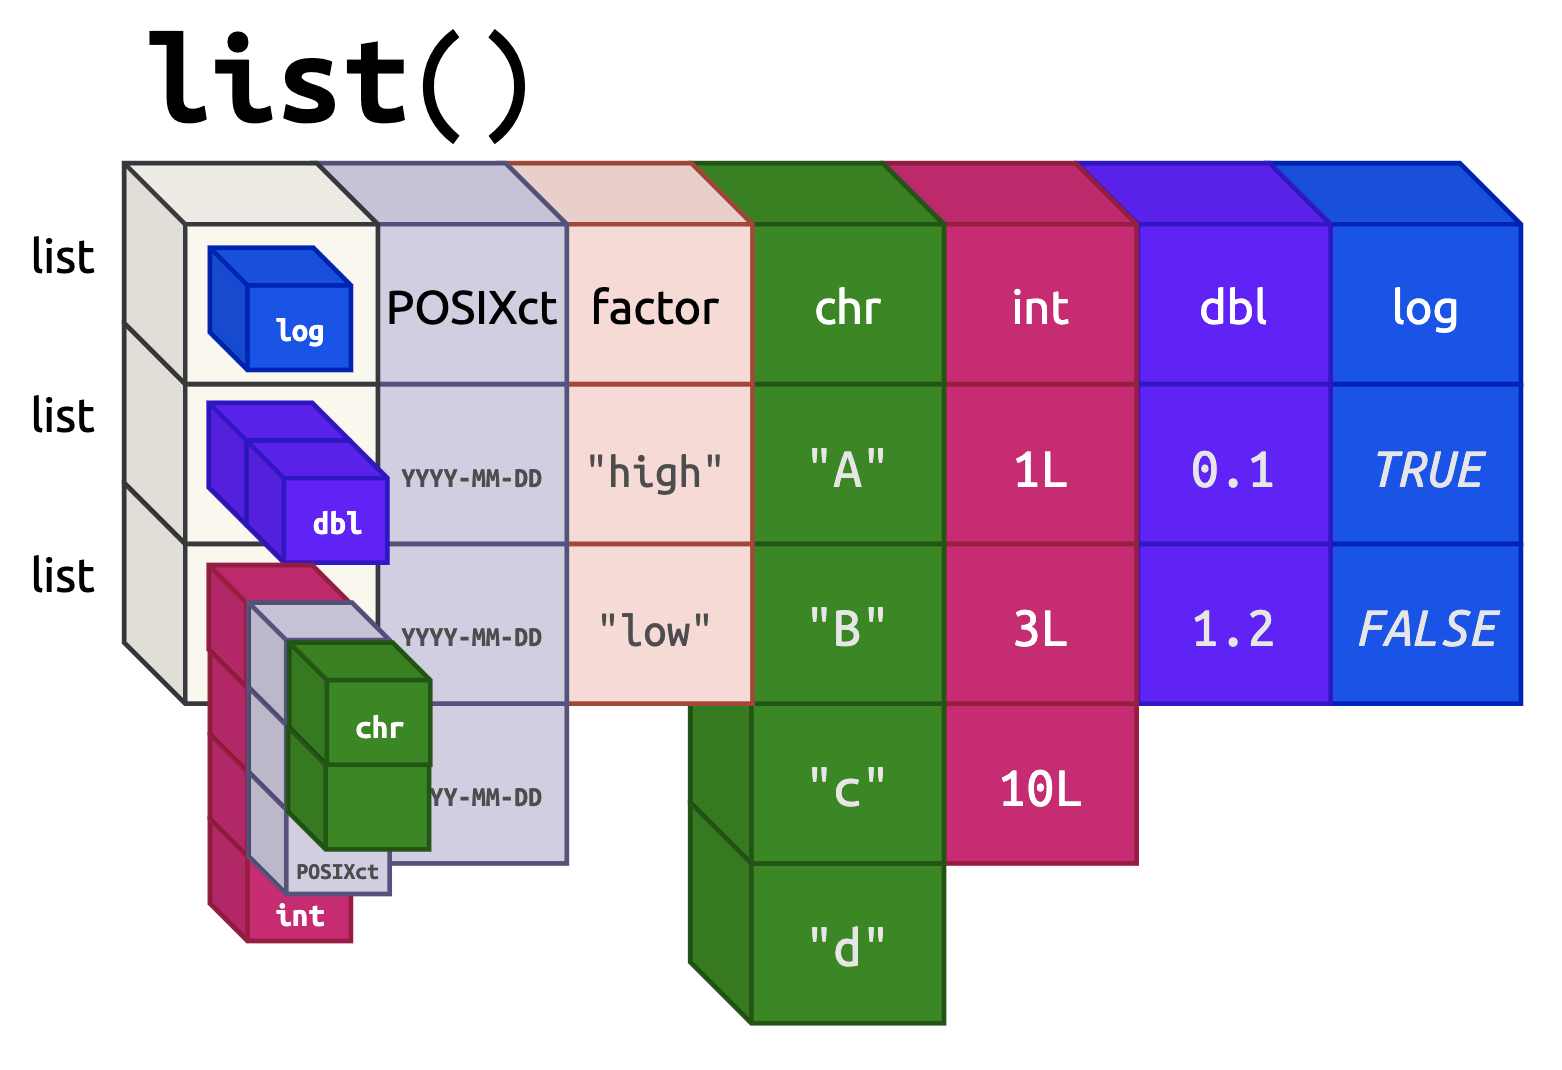 list()
list
log
POSIXct
factor
chr
int
dbl
log
list
dbl
YYYY-MM-DD
"high"
"A"
1L
0.1
TRUE
list
YYYY-MM-DD
"low"
"B"
3L
1.2
FALSE
chr
YY-MM-DD
"c"
10L
POSIXct
int
"d"